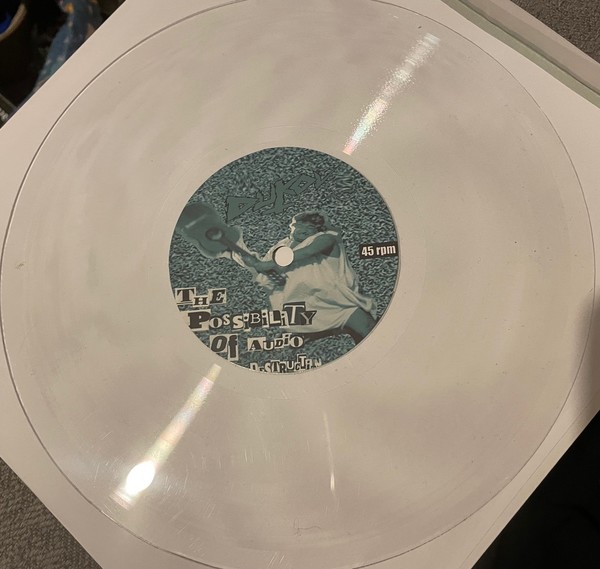 45 rpm
THE
POSSIBILITY
Of AUDIO
DESTRUCTION